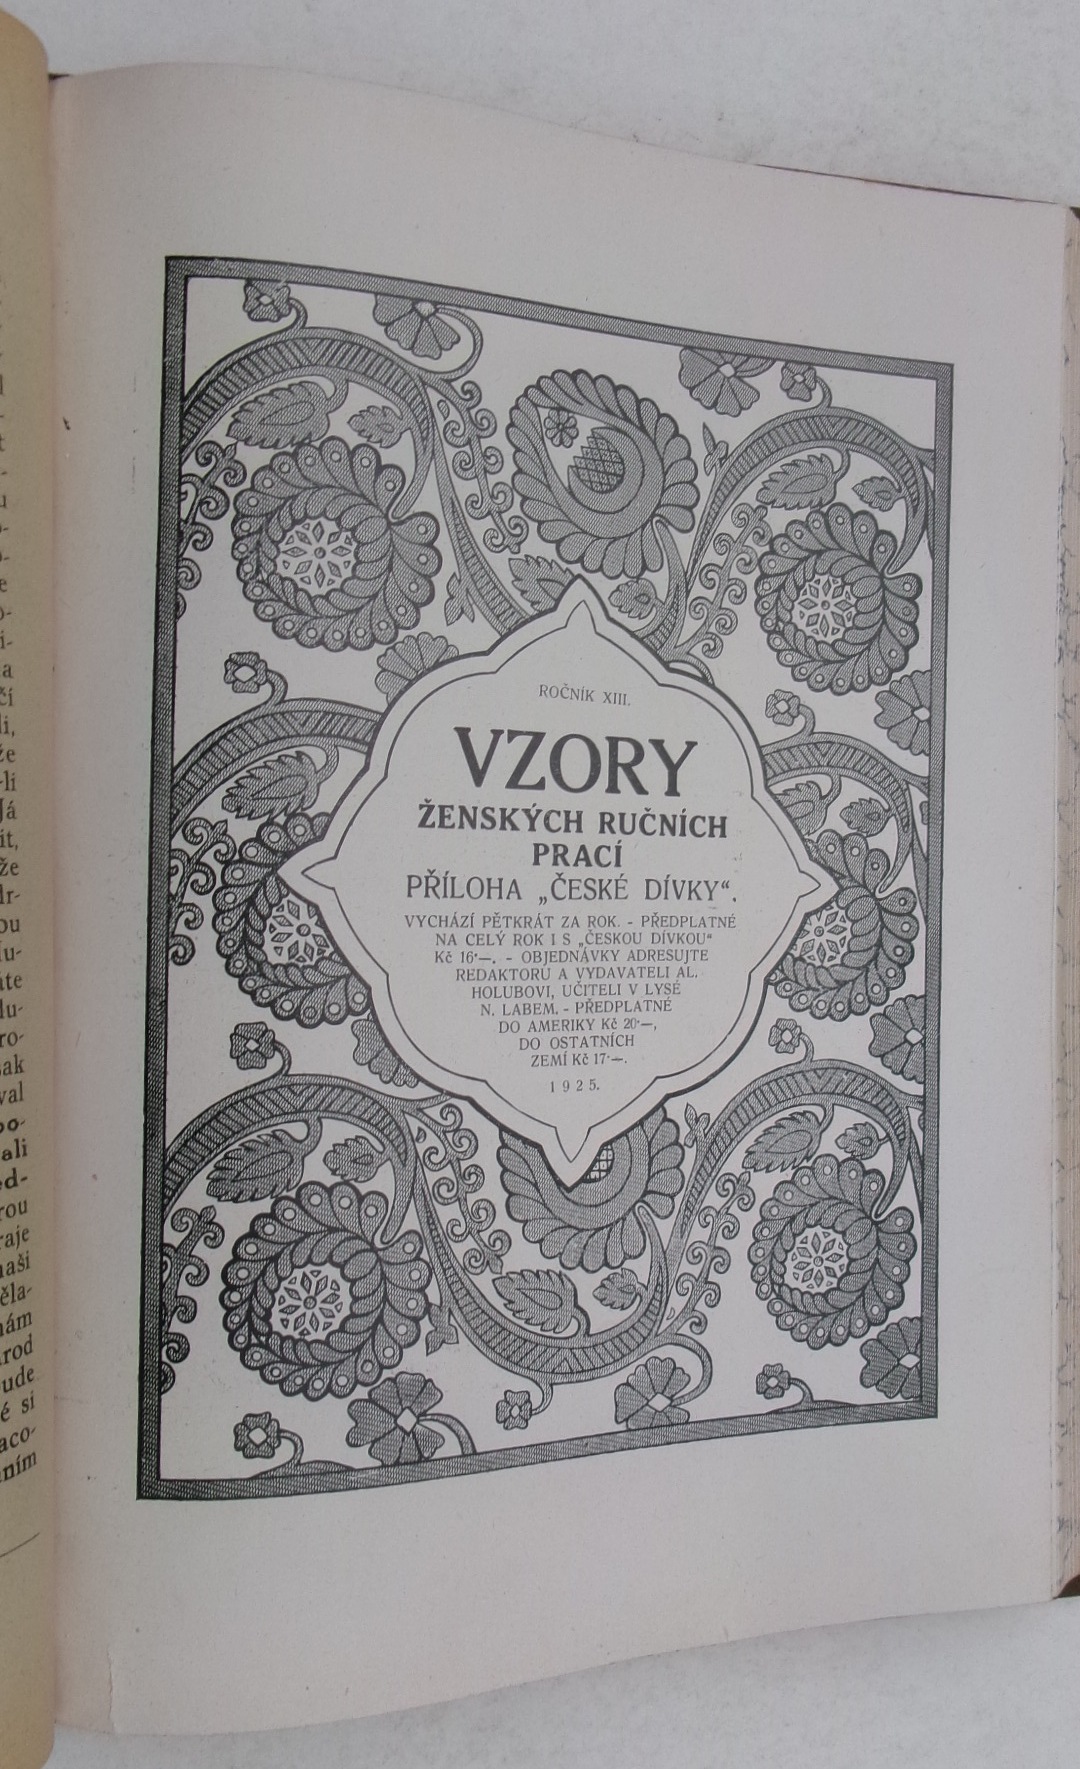 ROČNÍK XIII.
VZORY
ŽENSKÝCH RUČNÍCH
PRACÍ
PŘÍLOHA „ČESKÉ DÍVKY“.
VYCHÁZÍ PĚTKRÁT ZA ROK. - PŘEDPLATNÉ
NA CELÝ ROK I S „ČESKOU DÍVKOU“
Kč 16·—. - OBJEDNÁVKY ADRESUJTE
REDAKTORU A VYDAVATELI AL.
HOLUBOVI, UČITELI V LYSÉ
N. LABEM. - PŘEDPLATNÉ
DO AMERIKY Kč 20·—,
DO OSTATNÍCH
ZEMÍ Kč 17·—.
1925.